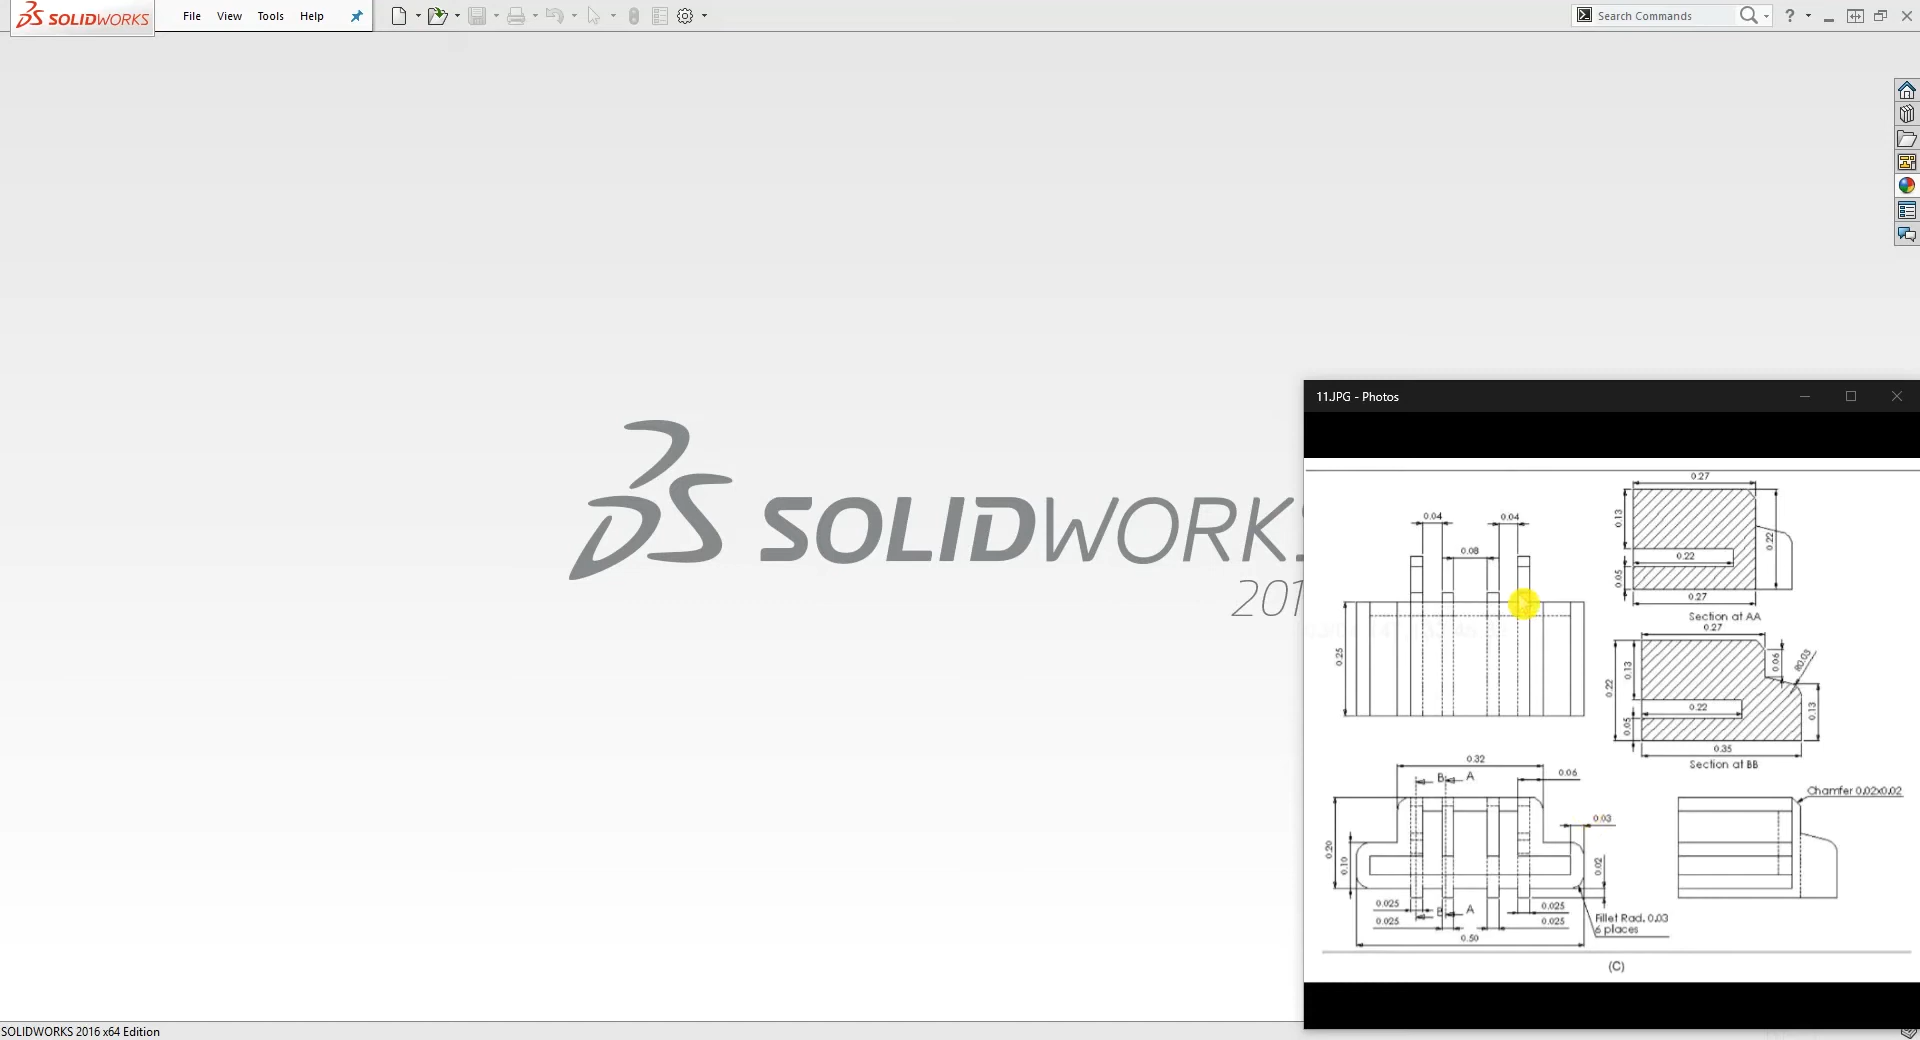 SOLIDWORKS File View Tools Help Search Commands ?
SOLIDWORKS
201
11.JPG - Photos
0.27
0.04 0.04
0.13
0.08
0.22
0.22
0.05
0.27
Section at AA
0.27
0.25
0.13
0.06
R0.03
0.22
0.22
0.13
0.05
0.35
Section at BB
0.32
B A
0.06
Chamfer 0.02x0.02
0.03
0.20
0.10
0.02
0.025
B A
0.025
0.025
0.025
Fillet Rad. 0.03
6 places
0.50
(C)
SOLIDWORKS 2016 x64 Edition